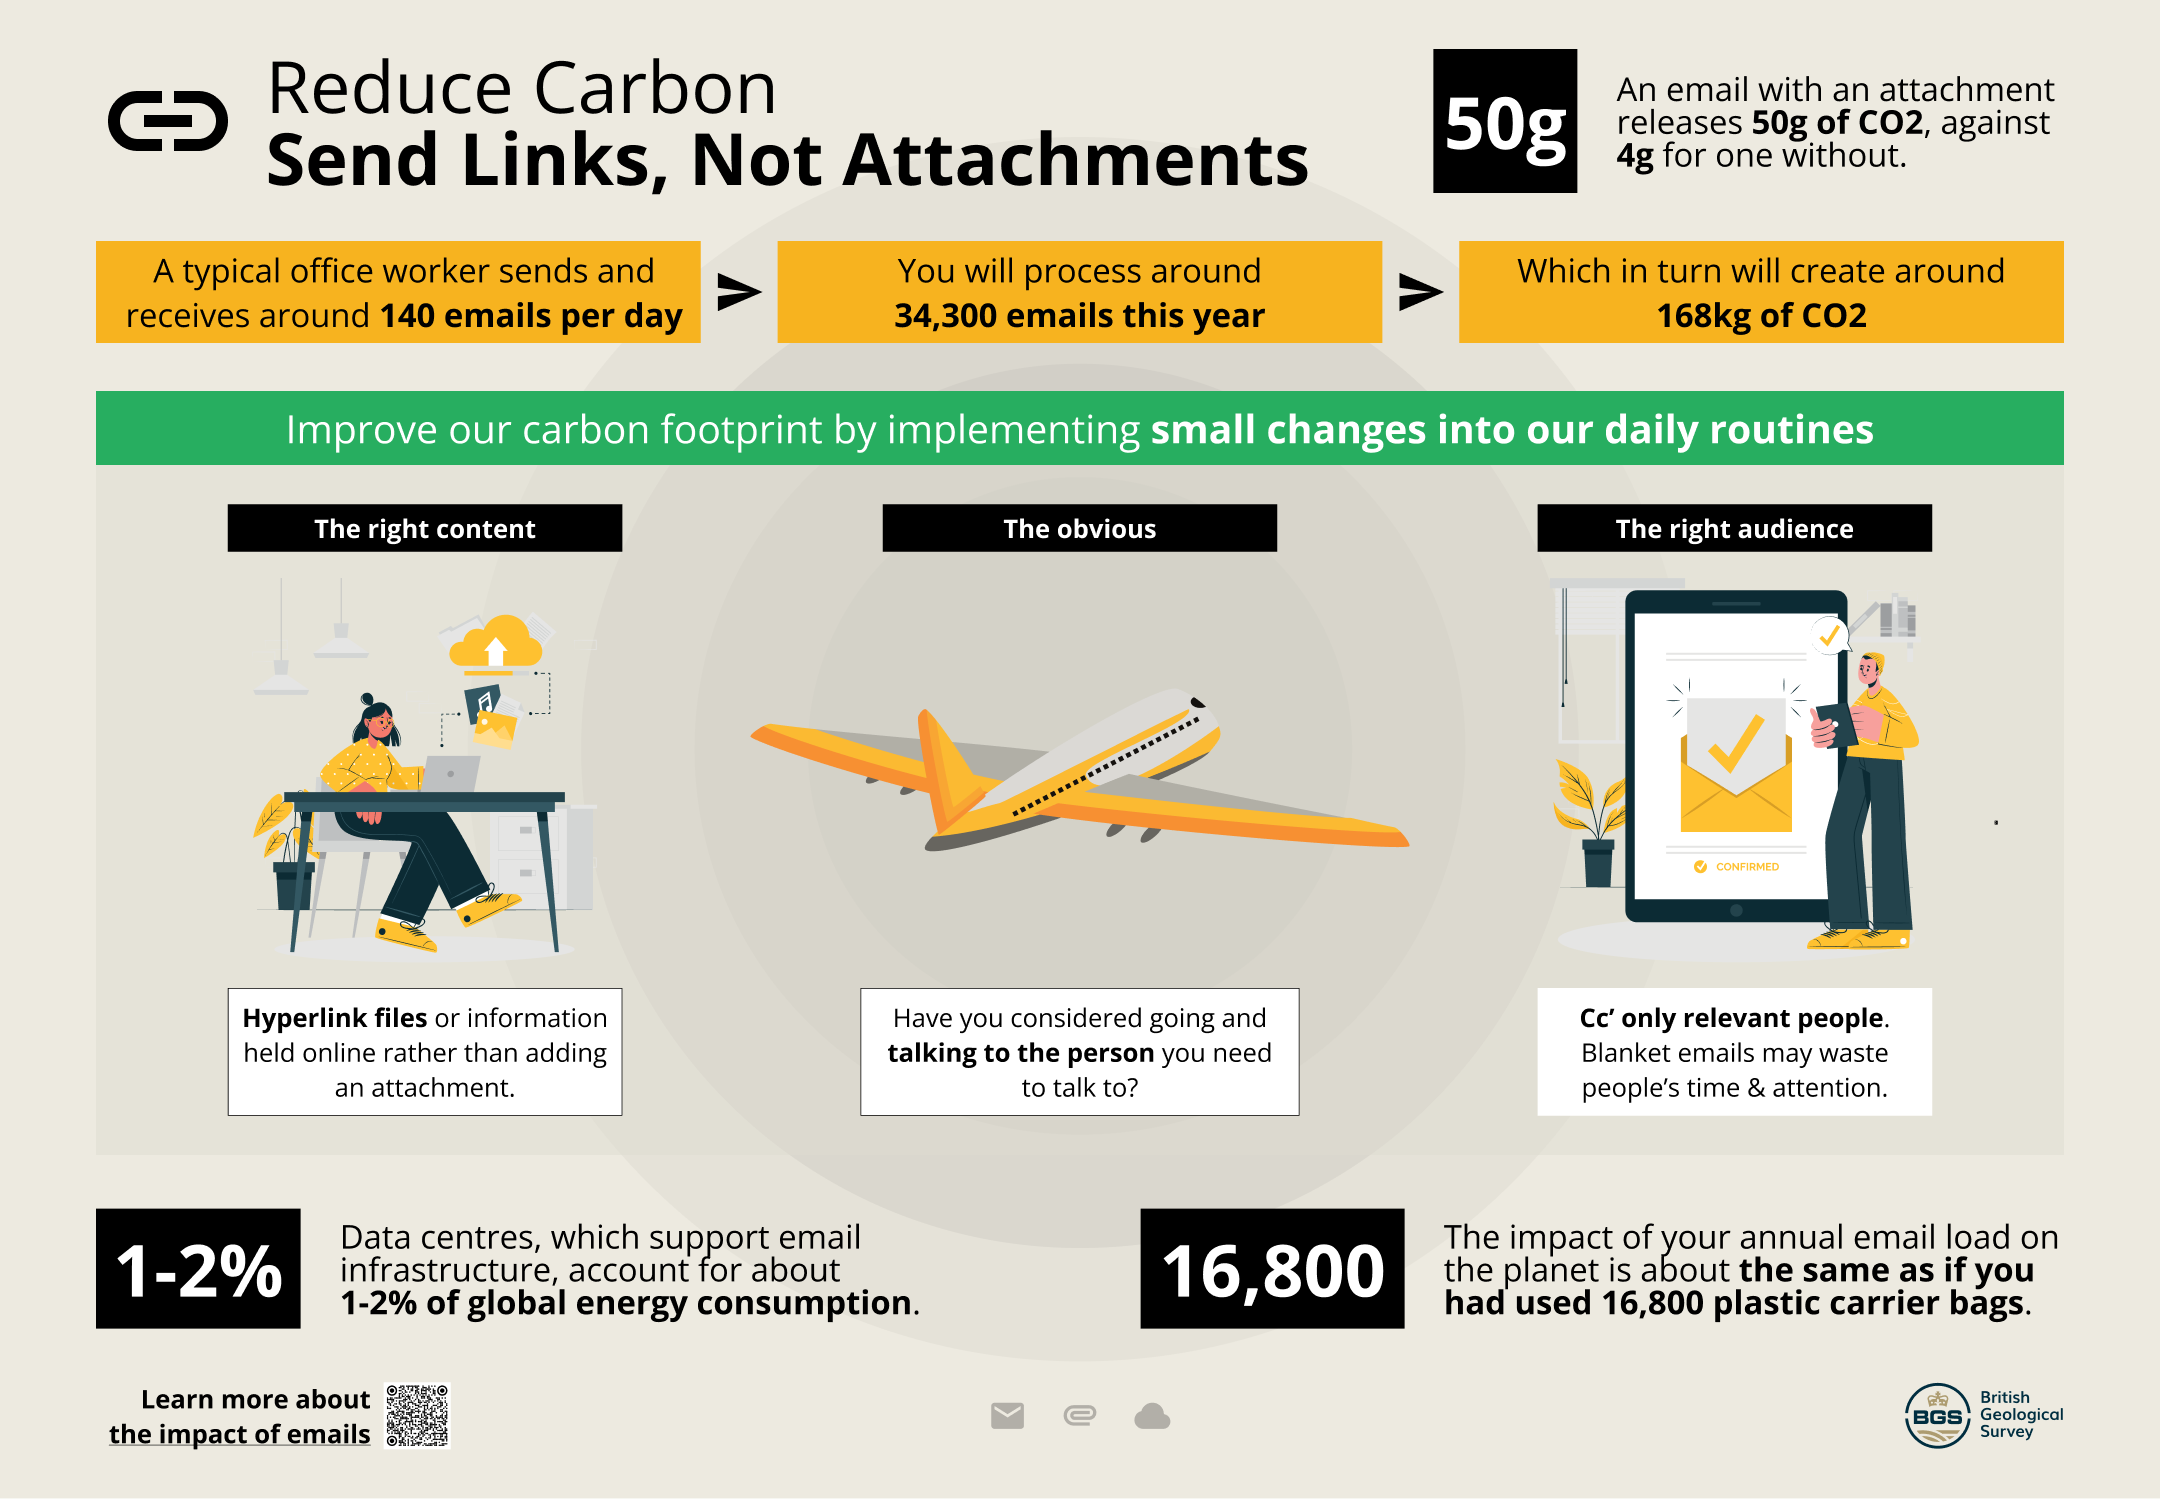 Reduce Carbon
Send Links, Not Attachments
50g
An email with an attachment
releases 50g of CO2, against
4g for one without.
A typical office worker sends and
receives around 140 emails per day
You will process around
34,300 emails this year
Which in turn will create around
168kg of CO2
Improve our carbon footprint by implementing small changes into our daily routines
The right content
The obvious
The right audience
CONFIRMED
Hyperlink files or information
held online rather than adding
an attachment.
Have you considered going and
talking to the person you need
to talk to?
Cc’ only relevant people.
Blanket emails may waste
people’s time & attention.
1-2%
Data centres, which support email
infrastructure, account for about
1-2% of global energy consumption.
16,800
The impact of your annual email load on
the planet is about the same as if you
had used 16,800 plastic carrier bags.
Learn more about
the impact of emails
BGS
British
Geological
Survey